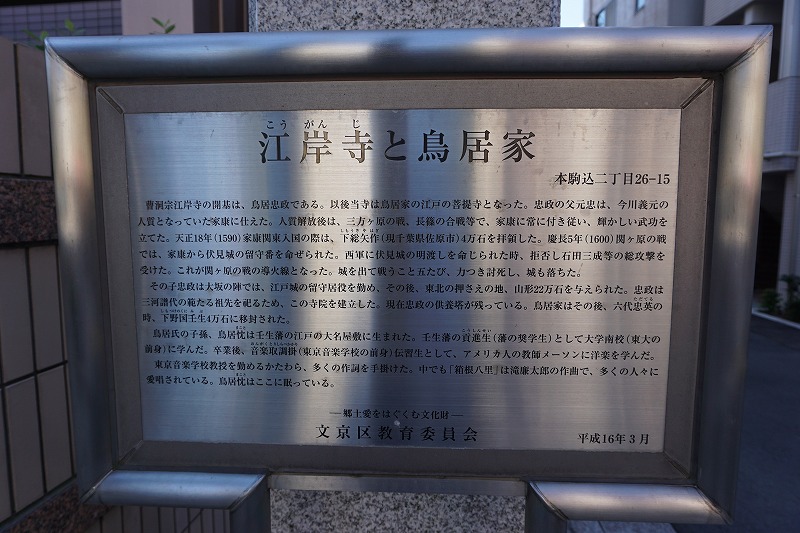 こうがんじ
江岸寺と鳥居家
本駒込二丁目26-15
曹洞宗江岸寺の開基は、鳥居忠政である。以後当寺は鳥居家の江戸の菩提寺となった。忠政の父元忠は、今川義元の
人質となっていた家康に仕えた。人質解放後は、三方ヶ原の戦、長篠の合戦等で、家康に常に付き従い、輝かしい武功を
立てた。天正18年(1590)家康関東入国の際は、下総矢作(現千葉県佐原市)4万石を拝領した。慶長5年(1600)関ヶ原の戦
では、家康から伏見城の留守番を命ぜられた。西軍に伏見城の明渡しを命じられた時、拒否し石田三成等の総攻撃を
受けた。これが関ヶ原の戦の導火線となった。城を出て戦うこと五たび、力つき討死し、城も落ちた。
その子忠政は大坂の陣では、江戸城の留守居役を勤め、その後、東北の押さえの地、山形22万石を与えられた。忠政は
三河譜代の範たる祖先を祀るため、この寺院を建立した。現在忠政の供養塔が残っている。鳥居家はその後、六代忠英の
時、下野国壬生4万石に移封された。
鳥居氏の子孫、鳥居忱は壬生藩の江戸の大名屋敷に生まれた。壬生藩の貢進生(藩の奨学生)として大学南校(東大の
前身)に学んだ。卒業後、音楽取調掛(東京音楽学校の前身)伝習生として、アメリカ人の教師メーソンに洋楽を学んだ。
東京音楽学校教授を勤めるかたわら、多くの作詞を手掛けた。中でも「箱根八里」は滝廉太郎の作曲で、多くの人々に
愛唱されている。鳥居忱はここに眠っている。
―郷土愛をはぐくむ文化財―
文京区教育委員会
平成16年3月